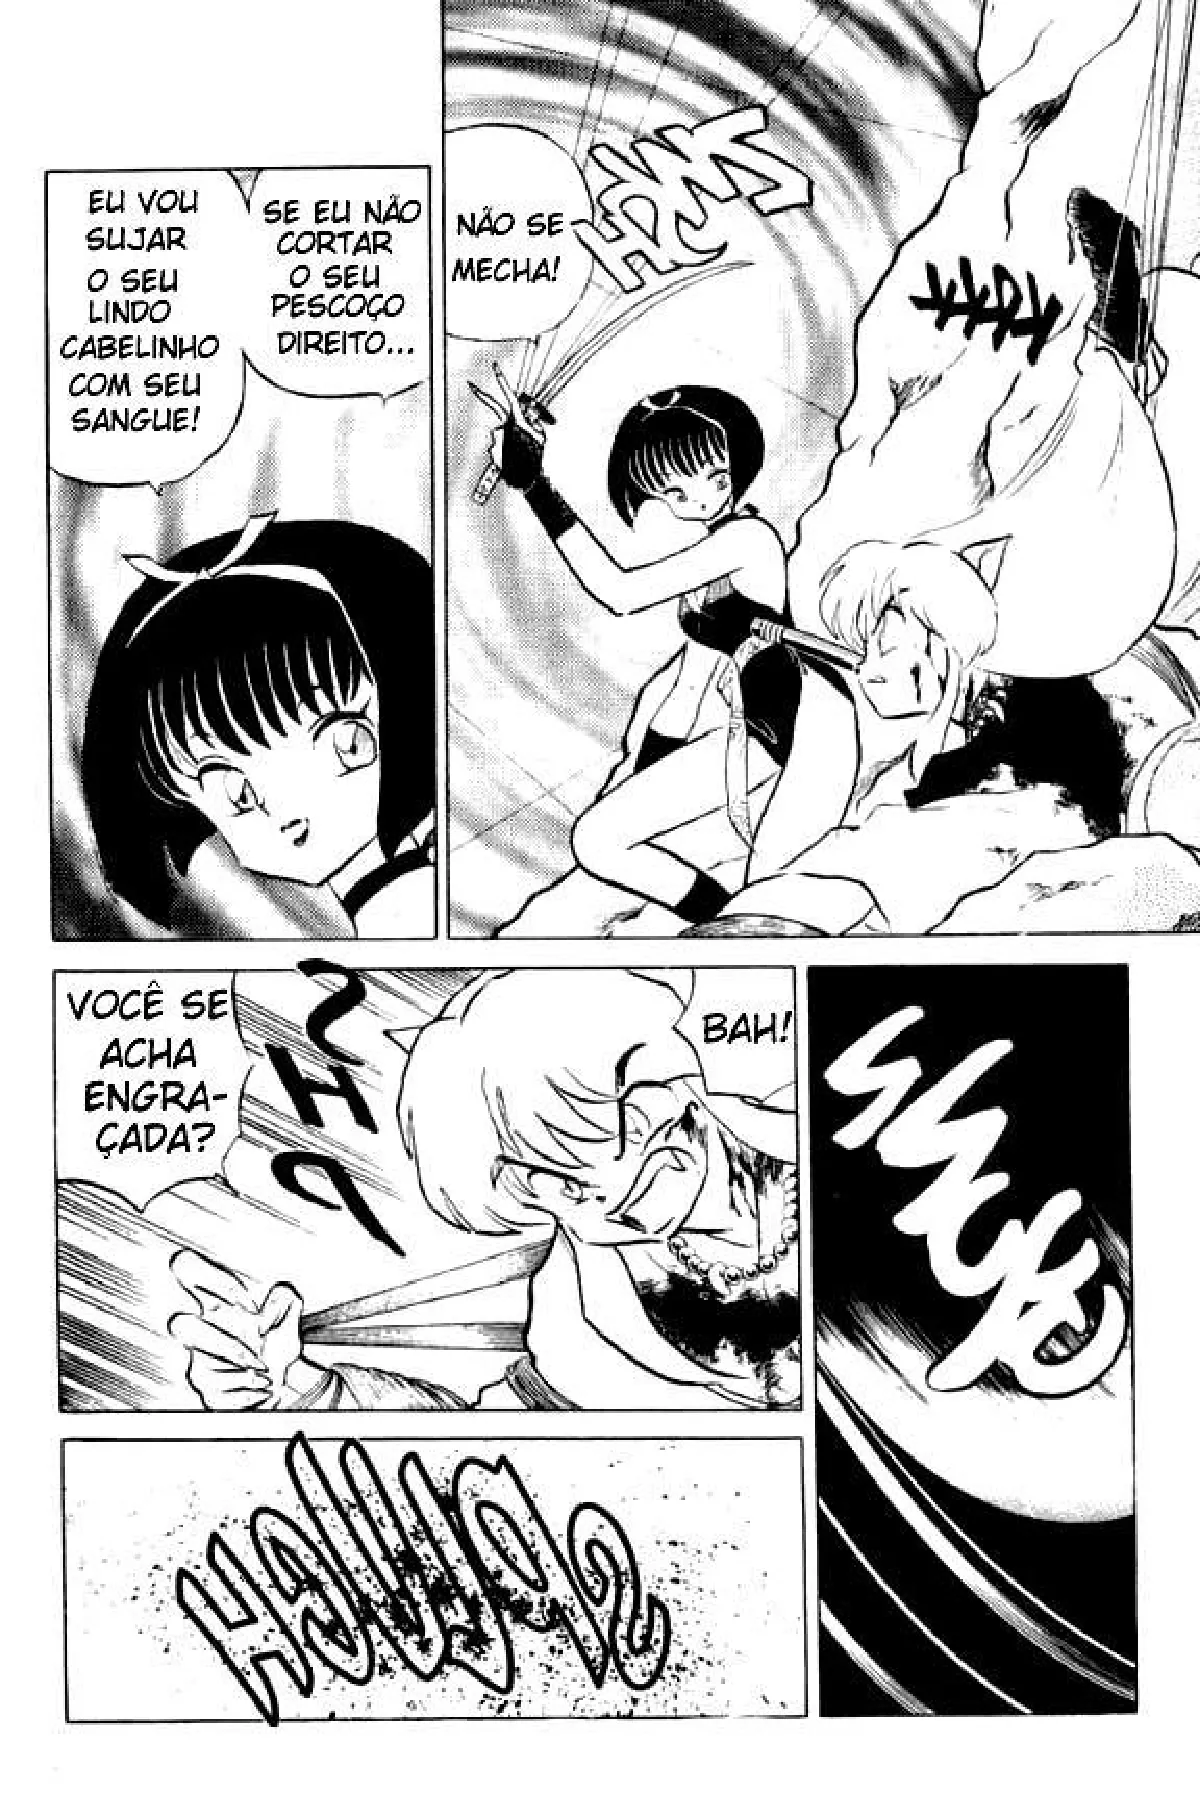 NÃO SE
MECHA!
SE EU NÃO
CORTAR
O SEU
PESCOÇO
DIREITO...
EU VOU
SUJAR
O SEU
LINDO
CABELINHO
COM SEU
SANGUE!
BAH!
VOCÊ SE
ACHA
ENGRA-
ÇADA?